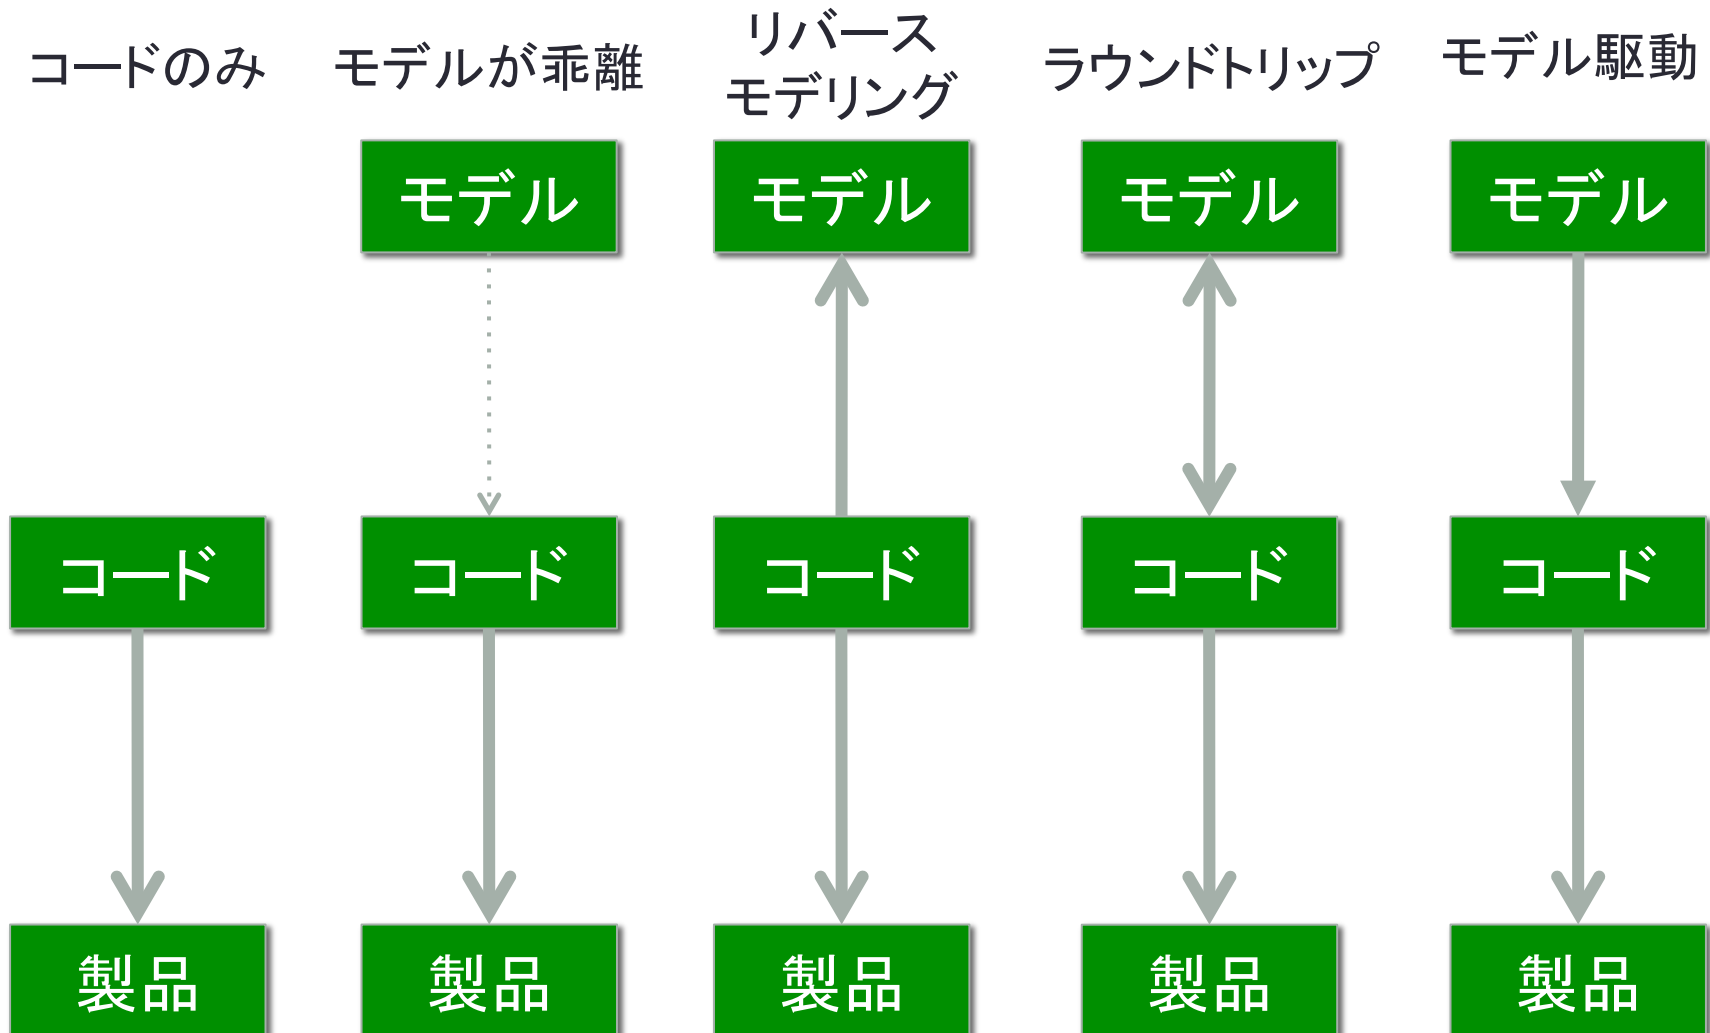 コードのみ
モデルが乖離
リバース
モデリング
ラウンドトリップ
モデル駆動
モデル
モデル
モデル
モデル
コード
コード
コード
コード
コード
製品
製品
製品
製品
製品